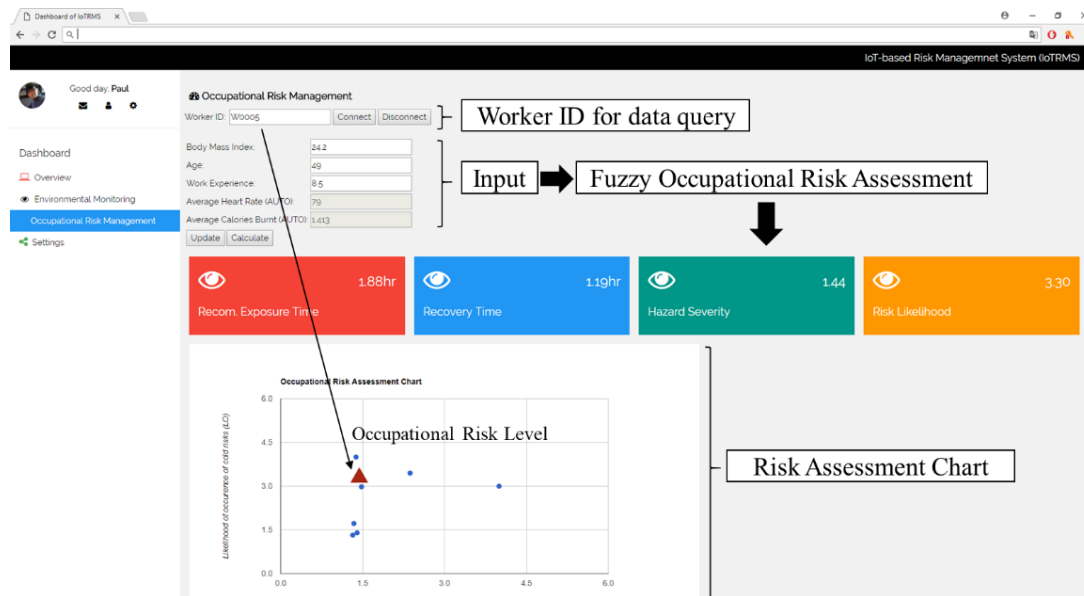 Dashboard of IoTRMS
IoT-based Risk Managemnet System (IoTRMS)
Good day, Paul
Dashboard
Overview
Environmental Monitoring
Occupational Risk Management
Settings
Occupational Risk Management
Worker ID: W0005 Connect Disconnect
Worker ID for data query
Body Mass Index: 24.2
Age: 49
Work Experience: 8.5
Average Heart Rate (AUTO): 79
Average Calories Burnt (AUTO): 1.413
Update Calculate
Input
Fuzzy Occupational Risk Assessment
1.88hr
Recom. Exposure Time
1.19hr
Recovery Time
1.44
Hazard Severity
3.30
Risk Likelihood
Occupational Risk Assessment Chart
Likelihood of occurence of cold risks (LO)
6.0
4.5
3.0
1.5
0.0
0.0 1.5 3.0 4.5 6.0
Occupational Risk Level
Risk Assessment Chart